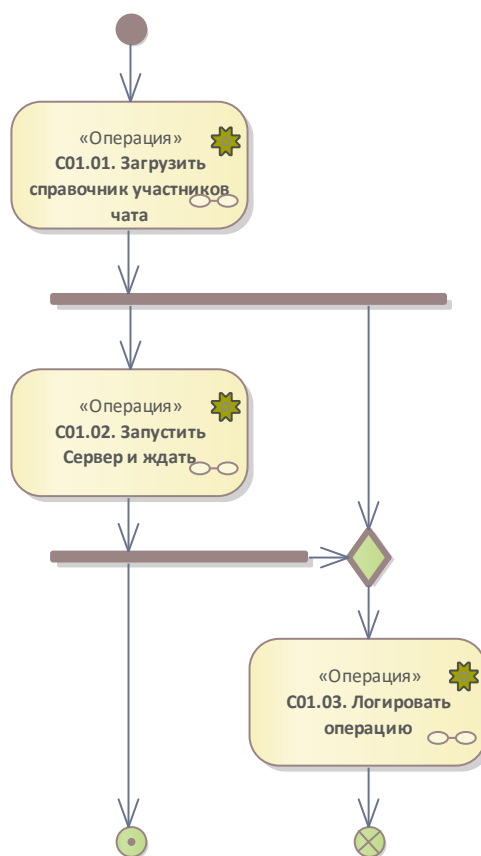 «Операция»
C01.01. Загрузить
справочник участников
чата
«Операция»
C01.02. Запустить
Сервер и ждать
«Операция»
C01.03. Логировать
операцию